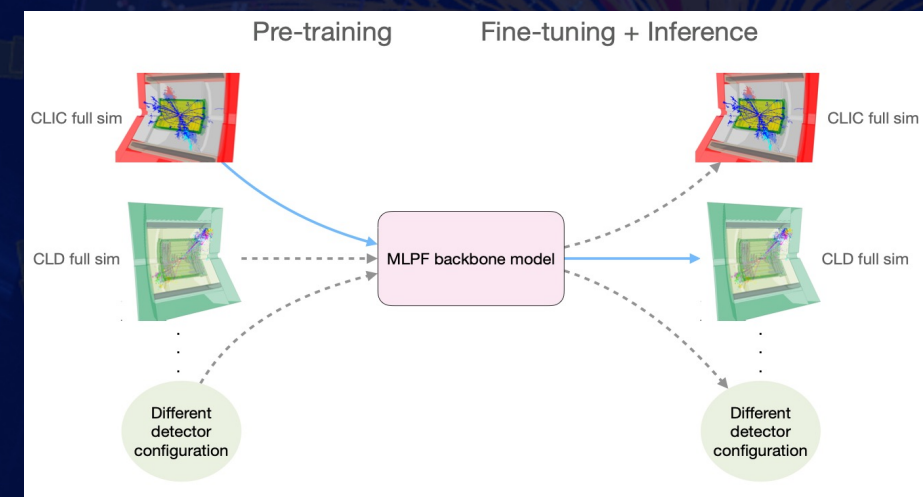 Pre-training
Fine-tuning + Inference
CLIC full sim
CLIC full sim
CLD full sim
MLPF backbone model
CLD full sim
Different
detector
configuration
Different
detector
configuration